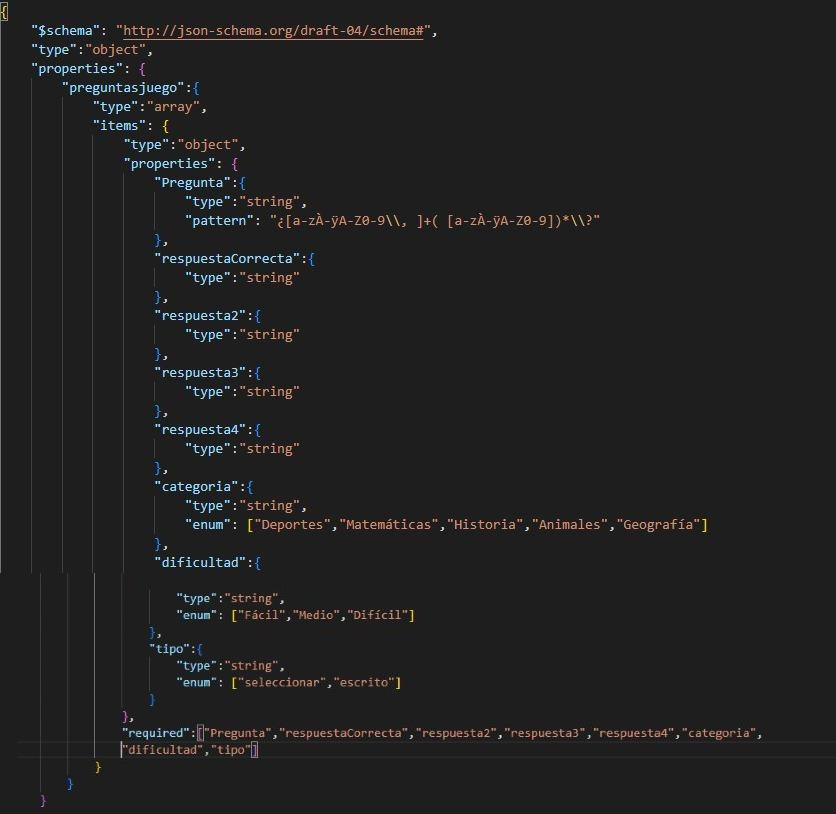 {
"$schema": "http://json-schema.org/draft-04/schema#",
"type":"object",
"properties": {
"preguntasjuego":{
"type":"array",
"items": {
"type":"object",
"properties": {
"Pregunta":{
"type":"string",
"pattern": "¿[a-zÀ-ÿA-Z0-9\\, ]+( [a-zÀ-ÿA-Z0-9])*\\?"
},
"respuestaCorrecta":{
"type":"string"
},
"respuesta2":{
"type":"string"
},
"respuesta3":{
"type":"string"
},
"respuesta4":{
"type":"string"
},
"categoria":{
"type":"string",
"enum": ["Deportes","Matemáticas","Historia","Animales","Geografía"]
},
"dificultad":{
"type":"string",
"enum": ["Fácil","Medio","Difícil"]
},
"tipo":{
"type":"string",
"enum": ["seleccionar","escrito"]
}
},
"required":["Pregunta","respuestaCorrecta","respuesta2","respuesta3","respuesta4","categoria",
"dificultad","tipo"]
}
}
}